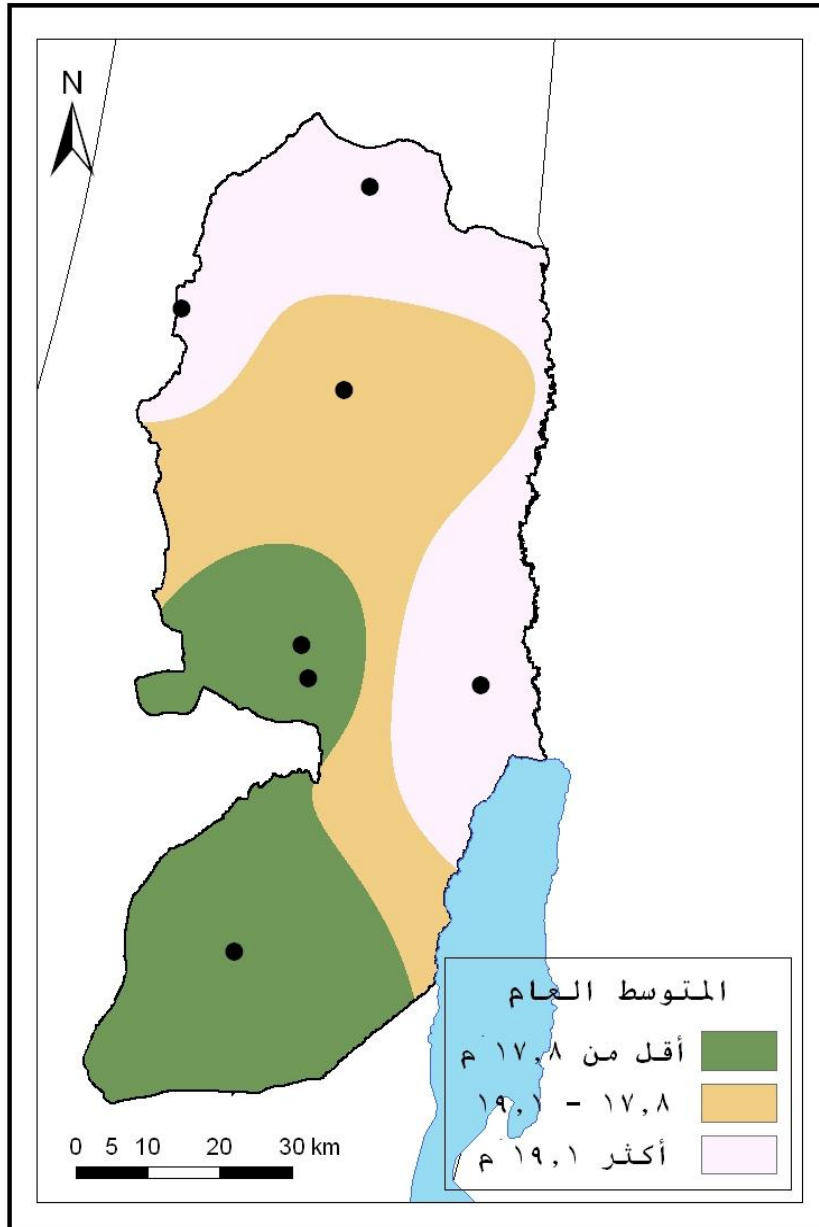 N
المتوسط العام
أقل من ١٧,٨ ْم
١٧,٨ - ١٩,١
أكثر ١٩,١ ْم
0 5 10 20 30 km